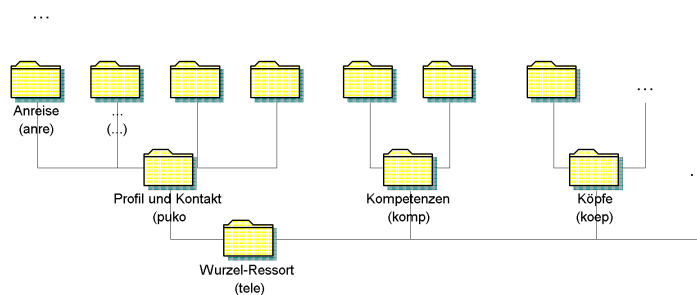 ...
Anreise
(anre)
...
(...)
...
Profil und Kontakt
(puko
Kompetenzen
(komp)
Köpfe
(koep)
.
Wurzel-Ressort
(tele)